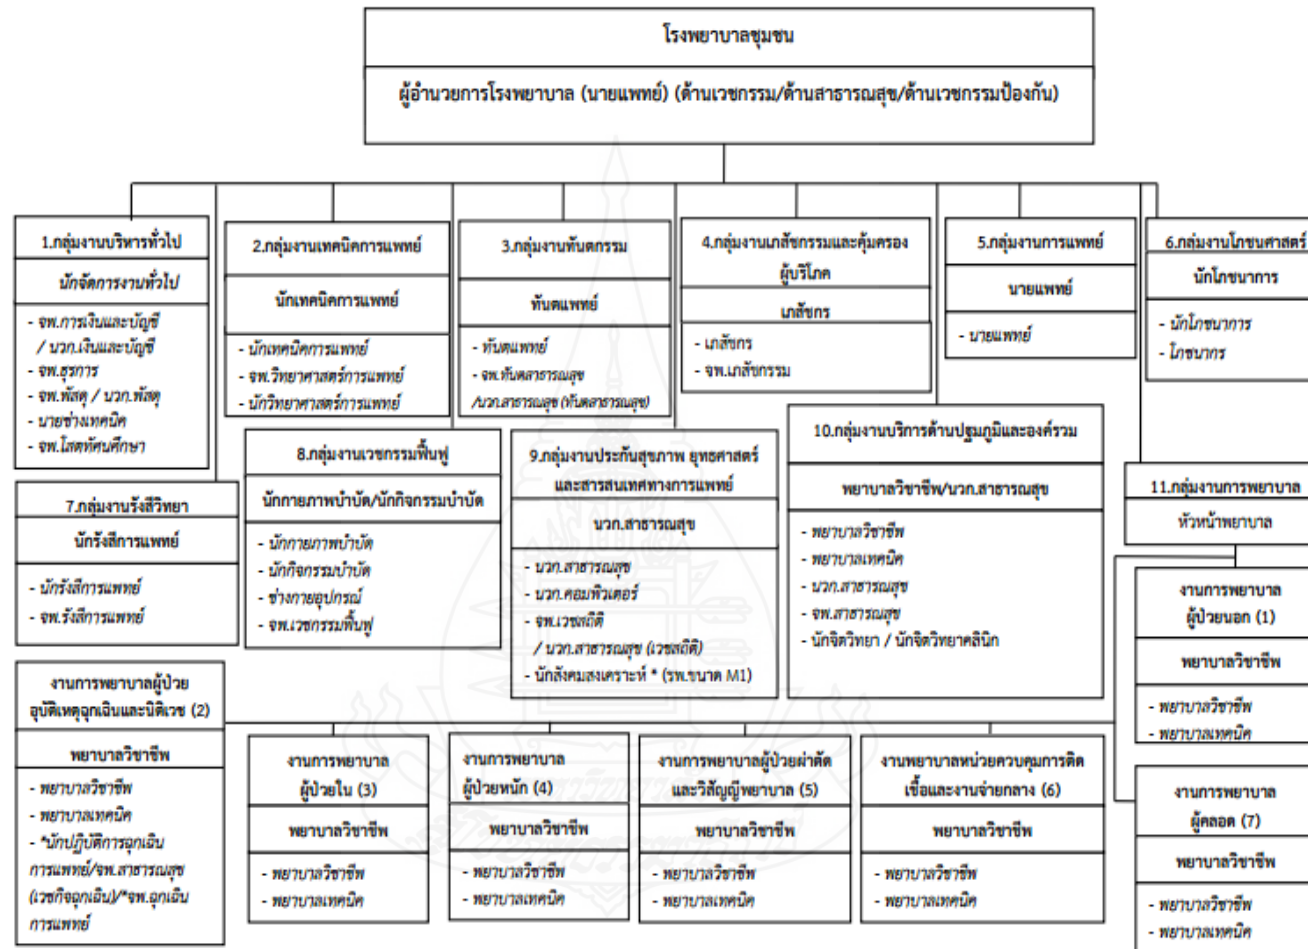 โรงพยาบาลชุมชน
ผู้อำนวยการโรงพยาบาล (นายแพทย์) (ด้านเวชกรรม/ด้านสาธารณสุข/ด้านเวชกรรมป้องกัน)
1.กลุ่มงานบริหารทั่วไป
นักจัดการงานทั่วไป
- จพ.การเงินและบัญชี
/ นวก.เงินและบัญชี
- จพ.ธุรการ
- จพ.พัสดุ / นวก.พัสดุ
- นายช่างเทคนิค
- จพ.โสตทัศนศึกษา
2.กลุ่มงานเทคนิคการแพทย์
นักเทคนิคการแพทย์
- นักเทคนิคการแพทย์
- จพ.วิทยาศาสตร์การแพทย์
- นักวิทยาศาสตร์การแพทย์
3.กลุ่มงานทันตกรรม
ทันตแพทย์
- ทันตแพทย์
- จพ.ทันตสาธารณสุข
/นวก.สาธารณสุข (ทันตสาธารณสุข)
4.กลุ่มงานเภสัชกรรมและคุ้มครอง
ผู้บริโภค
เภสัชกร
- เภสัชกร
- จพ.เภสัชกรรม
5.กลุ่มงานการแพทย์
นายแพทย์
- นายแพทย์
6.กลุ่มงานโภชนศาสตร์
นักโภชนาการ
- นักโภชนาการ
- โภชนากร
7.กลุ่มงานรังสีวิทยา
นักรังสีการแพทย์
- นักรังสีการแพทย์
- จพ.รังสีการแพทย์
8.กลุ่มงานเวชกรรมฟื้นฟู
นักกายภาพบำบัด/นักกิจกรรมบำบัด
- นักกายภาพบำบัด
- นักกิจกรรมบำบัด
- ช่างกายอุปกรณ์
- จพ.เวชกรรมฟื้นฟู
9.กลุ่มงานประกันสุขภาพ ยุทธศาสตร์
และสารสนเทศทางการแพทย์
นวก.สาธารณสุข
- นวก.สาธารณสุข
- นวก.คอมพิวเตอร์
- จพ.เวชสถิติ
/ นวก.สาธารณสุข (เวชสถิติ)
- นักสังคมสงเคราะห์ * (รพ.ขนาด M1)
10.กลุ่มงานบริการด้านปฐมภูมิและองค์รวม
พยาบาลวิชาชีพ/นวก.สาธารณสุข
- พยาบาลวิชาชีพ
- พยาบาลเทคนิค
- นวก.สาธารณสุข
- จพ.สาธารณสุข
- นักจิตวิทยา / นักจิตวิทยาคลินิก
11.กลุ่มงานการพยาบาล
หัวหน้าพยาบาล
งานการพยาบาล
ผู้ป่วยนอก (1)
พยาบาลวิชาชีพ
- พยาบาลวิชาชีพ
- พยาบาลเทคนิค
งานการพยาบาลผู้ป่วย
อุบัติเหตุฉุกเฉินและนิติเวช (2)
พยาบาลวิชาชีพ
- พยาบาลวิชาชีพ
- พยาบาลเทคนิค
- *นักปฏิบัติการฉุกเฉิน
การแพทย์/จพ.สาธารณสุข
(เวชกิจฉุกเฉิน)/*จพ.ฉุกเฉิน
การแพทย์
งานการพยาบาล
ผู้ป่วยใน (3)
พยาบาลวิชาชีพ
- พยาบาลวิชาชีพ
- พยาบาลเทคนิค
งานการพยาบาล
ผู้ป่วยหนัก (4)
พยาบาลวิชาชีพ
- พยาบาลวิชาชีพ
- พยาบาลเทคนิค
งานการพยาบาลผู้ป่วยผ่าตัด
และวิสัญญีพยาบาล (5)
พยาบาลวิชาชีพ
- พยาบาลวิชาชีพ
- พยาบาลเทคนิค
งานพยาบาลหน่วยควบคุมการติด
เชื้อและงานจ่ายกลาง (6)
พยาบาลวิชาชีพ
- พยาบาลวิชาชีพ
- พยาบาลเทคนิค
งานการพยาบาล
ผู้คลอด (7)
พยาบาลวิชาชีพ
- พยาบาลวิชาชีพ
- พยาบาลเทคนิค